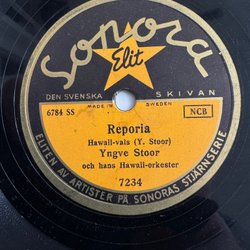 Sonora
Elit
DEN SVENSKA SKIVAN
MADE IN SWEDEN
6784 SS NCB
Reporia
Hawaii-vals (Y. Stoor)
Yngve Stoor
och hans Hawaii-orkester
7234
ELITEN AV ARTISTER PÅ SONORAS STJÄRNSERIE